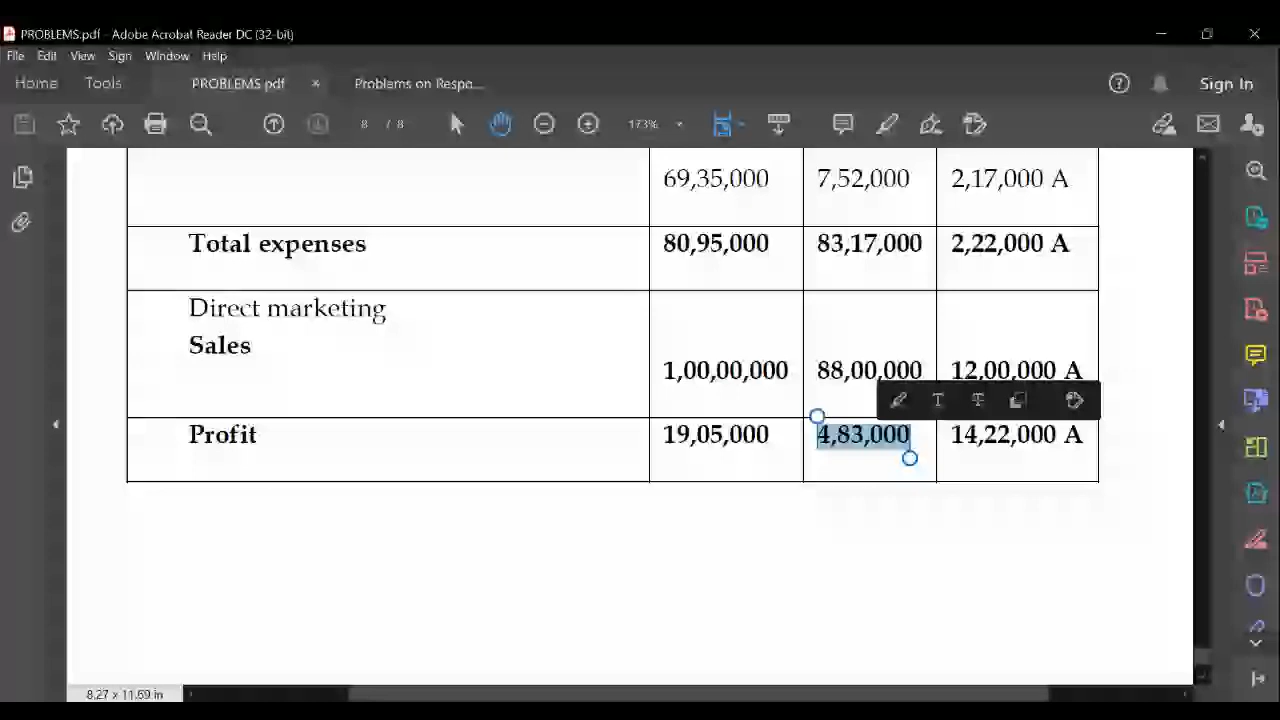 PROBLEMS.pdf - Adobe Acrobat Reader DC (32-bit)
File Edit View Sign Window Help
Home Tools PROBLEMS.pdf × Problems on Respo... Sign In
8 / 8 173%
69,35,000 7,52,000 2,17,000 A
Total expenses 80,95,000 83,17,000 2,22,000 A
Direct marketing
Sales
1,00,00,000 88,00,000 12,00,000 A
Profit 19,05,000 4,83,000 14,22,000 A
8.27 x 11.69 in